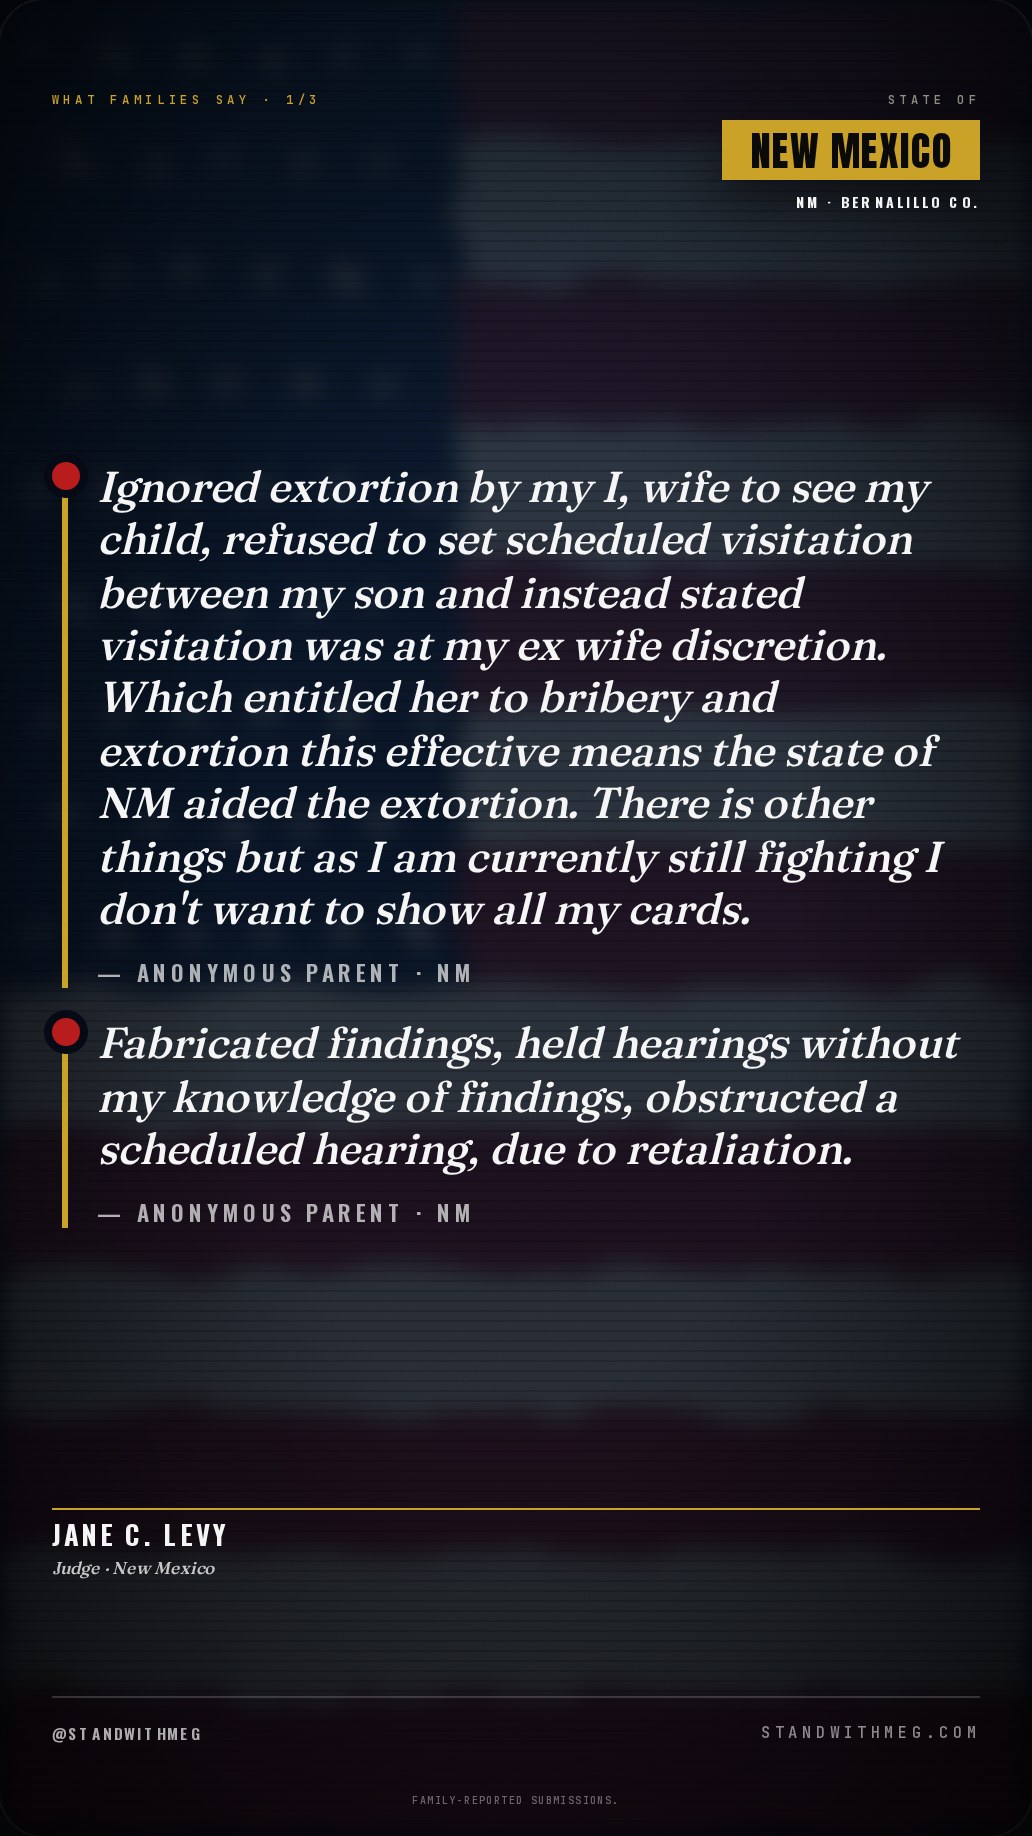 WHAT FAMILIES SAY · 1/3
STATE OF
NEW MEXICO
NM · BERNALILLO CO.
Ignored extortion by my I, wife to see my
child, refused to set scheduled visitation
between my son and instead stated
visitation was at my ex wife discretion.
Which entitled her to bribery and
extortion this effective means the state of
NM aided the extortion. There is other
things but as I am currently still fighting I
don't want to show all my cards.
— ANONYMOUS PARENT · NM
Fabricated findings, held hearings without
my knowledge of findings, obstructed a
scheduled hearing, due to retaliation.
— ANONYMOUS PARENT · NM
JANE C. LEVY
Judge · New Mexico
@STANDWITHMEG
STANDWITHMEG.COM
FAMILY-REPORTED SUBMISSIONS.